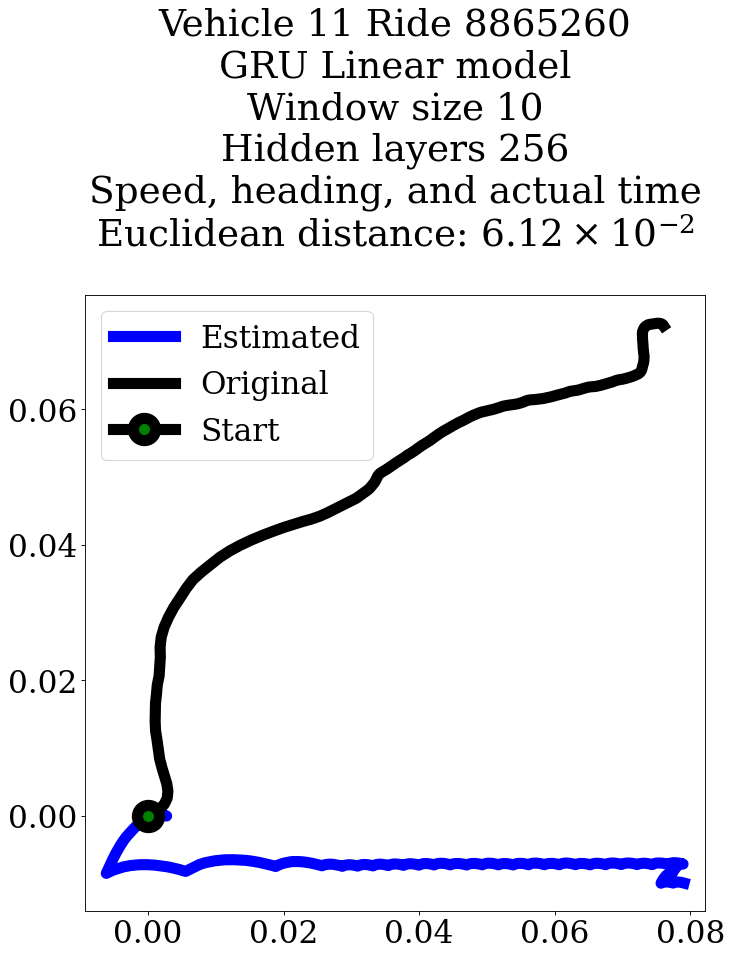 Vehicle 11 Ride 8865260
GRU Linear model
Window size 10
Hidden layers 256
Speed, heading, and actual time
Euclidean distance: 6.12 × 10⁻²
Estimated
Original
Start
0.06
0.04
0.02
0.00
0.00 0.02 0.04 0.06 0.08